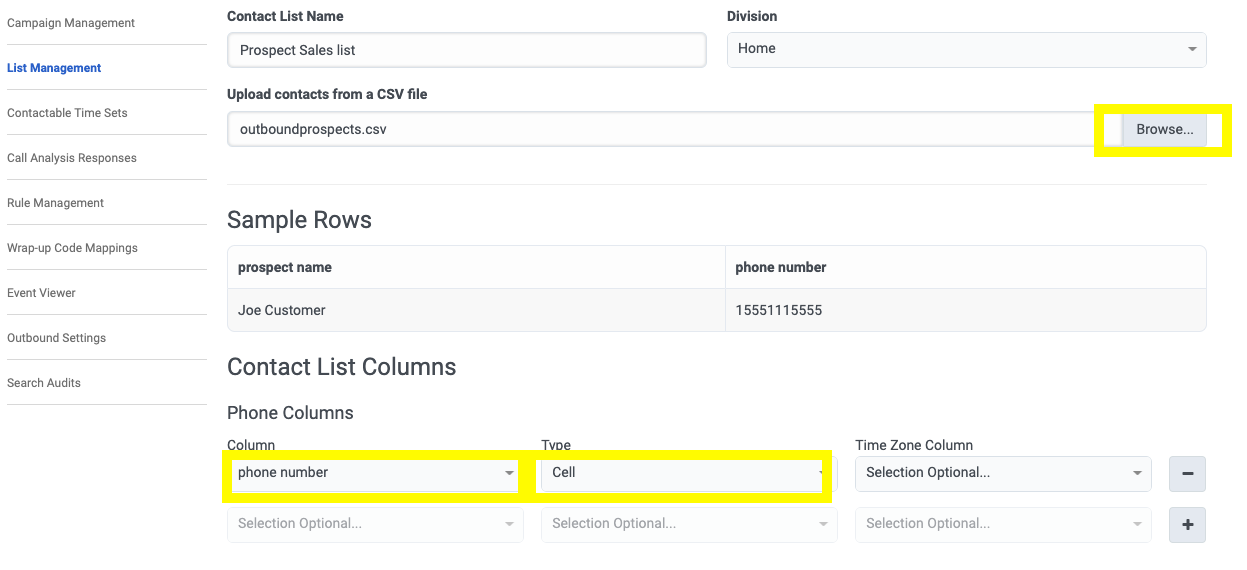 Campaign Management
List Management
Contactable Time Sets
Call Analysis Responses
Rule Management
Wrap-up Code Mappings
Event Viewer
Outbound Settings
Search Audits
Contact List Name
Division
Prospect Sales list
Home
Upload contacts from a CSV file
outboundprospects.csv
Browse...
Sample Rows
prospect name
phone number
Joe Customer
15551115555
Contact List Columns
Phone Columns
Column
Type
Time Zone Column
phone number
Cell
Selection Optional...
Selection Optional...
Selection Optional...
Selection Optional...